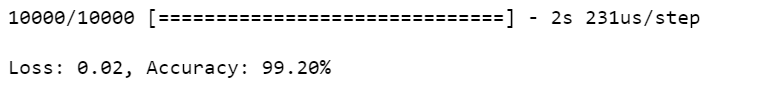 10000/10000 [==============================] - 2s 231us/step
Loss: 0.02, Accuracy: 99.20%